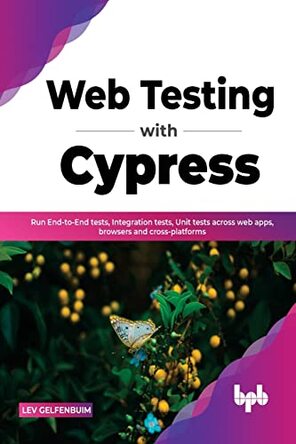 Web Testing
with
Cypress
Run End-to-End tests, Integration tests, Unit tests across web apps,
browsers and cross-platforms
LEV GELFENBUIM
bpb